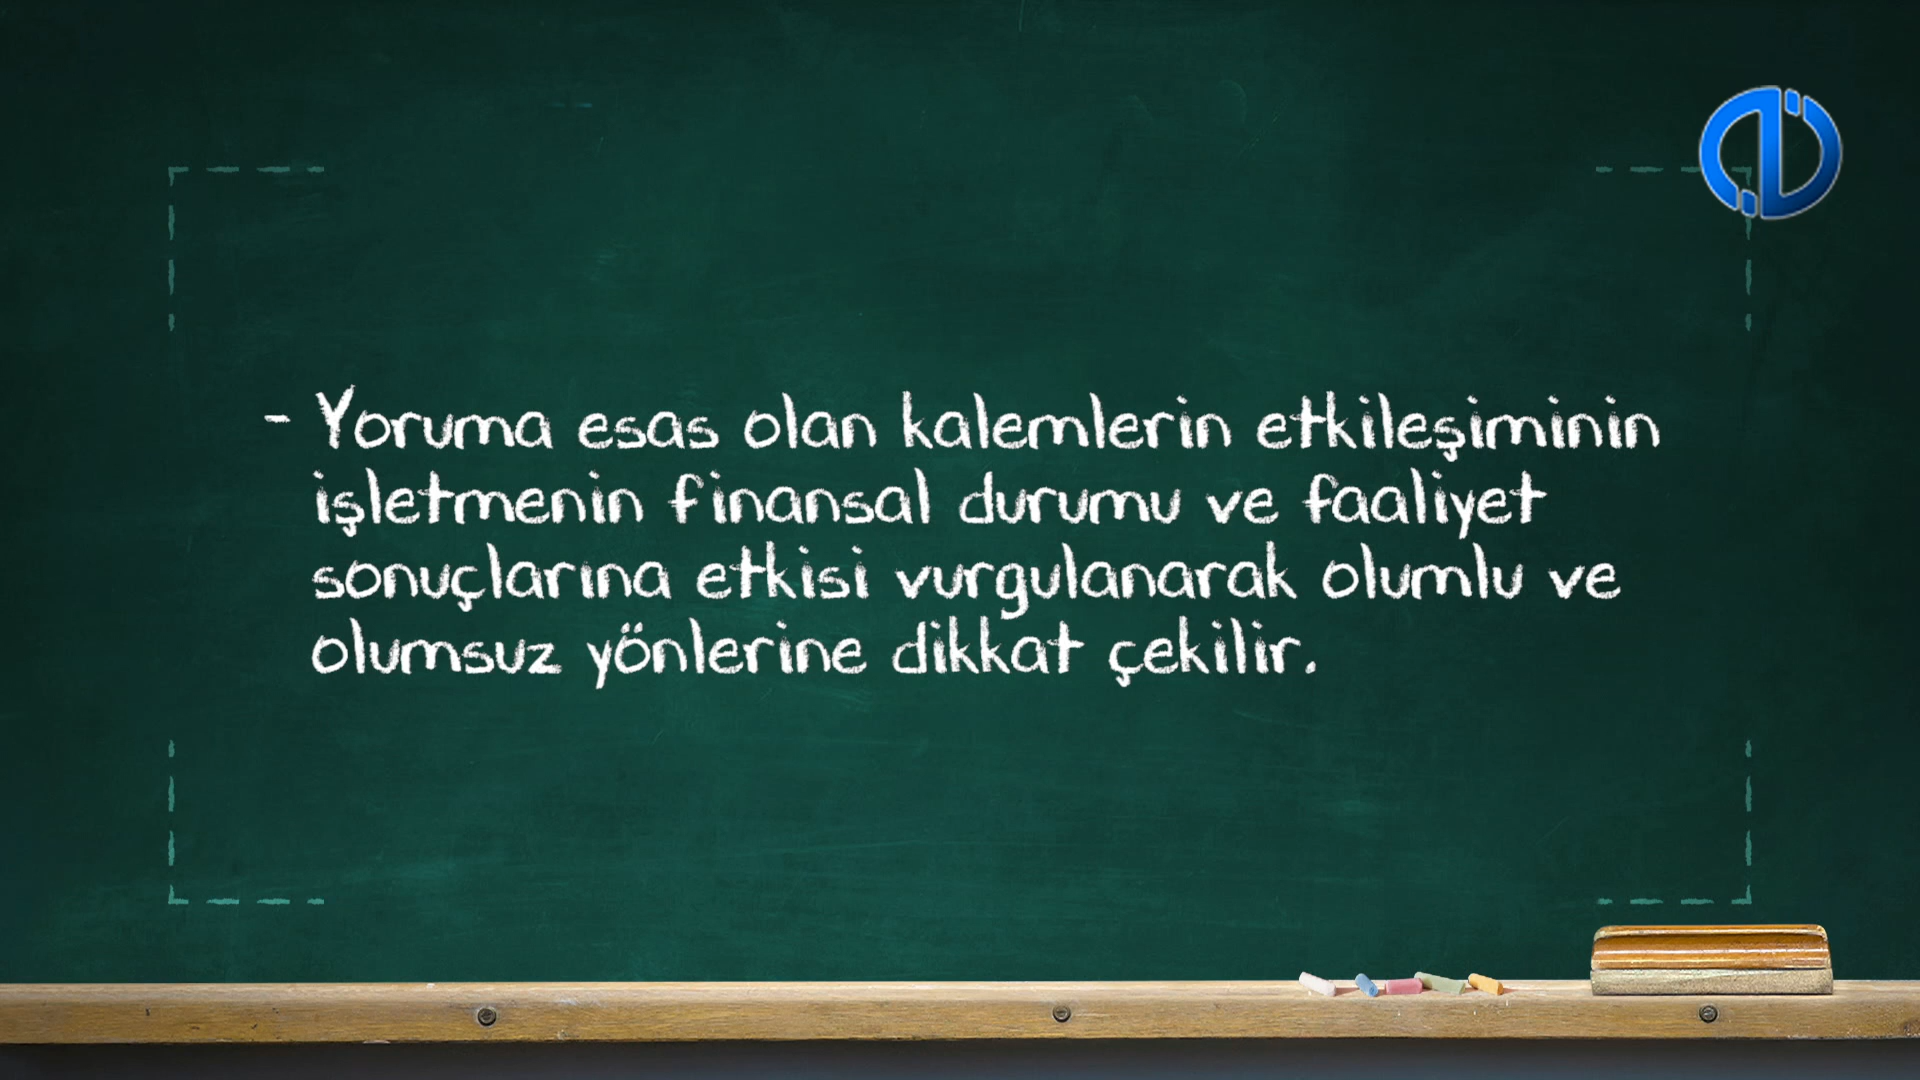 - Yoruma esas olan kalemlerin etkileşiminin
işletmenin finansal durumu ve faaliyet
sonuçlarına etkisi vurgulanarak olumlu ve
olumsuz yönlerine dikkat çekilir.